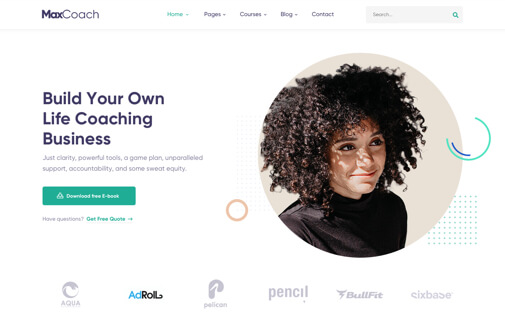 MaxCoach
Home Pages Courses Blog Contact
Search...
Build Your Own
Life Coaching
Business
Just clarity, powerful tools, a game plan, unparalleled
support, accountability, and some sweat equity.
Download free E-book
Have questions? Get Free Quote →
AQUA
AdRoll
pelican
pencil
BullFit
sixbase